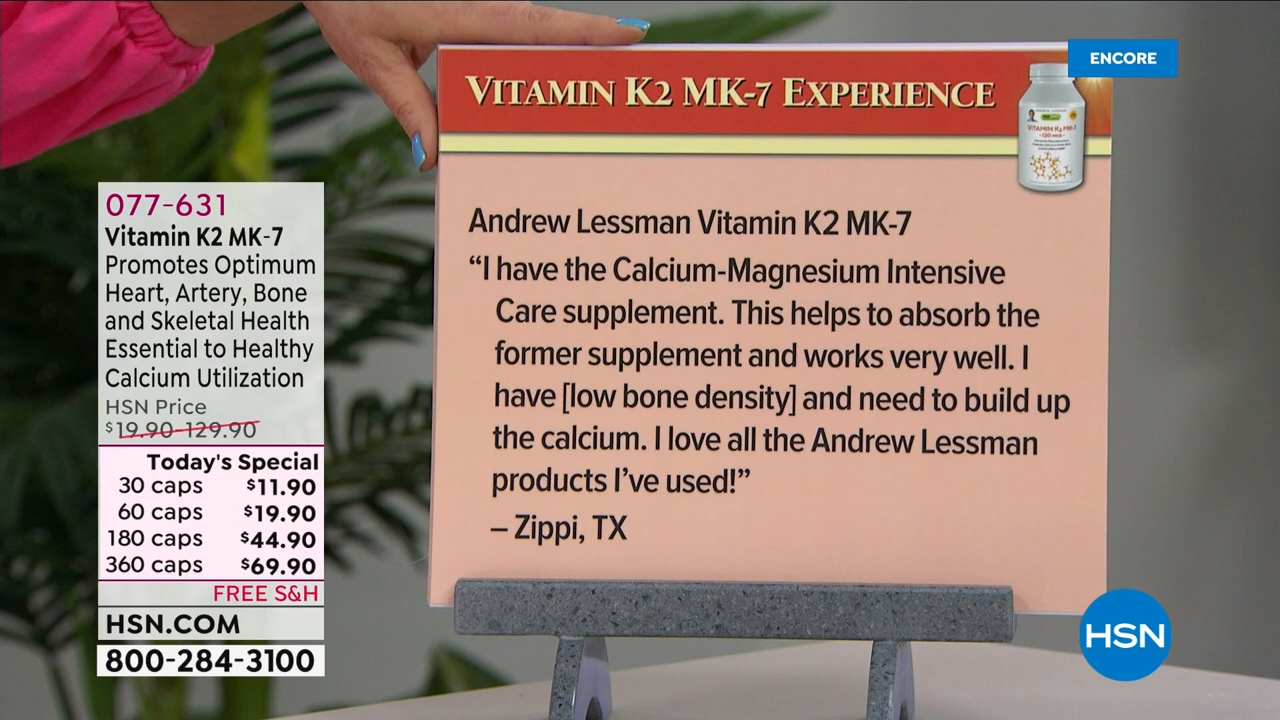 ENCORE
VITAMIN K2 MK-7 EXPERIENCE
VITAMIN K2 MK-7
Andrew Lessman Vitamin K2 MK-7
“I have the Calcium-Magnesium Intensive
Care supplement. This helps to absorb the
former supplement and works very well. I
have [low bone density] and need to build up
the calcium. I love all the Andrew Lessman
products I’ve used!”
– Zippi, TX
077-631
Vitamin K2 MK-7
Promotes Optimum
Heart, Artery, Bone
and Skeletal Health
Essential to Healthy
Calcium Utilization
HSN Price
$19.90-129.90
Today's Special
30 caps $11.90
60 caps $19.90
180 caps $44.90
360 caps $69.90
FREE S&H
HSN.COM
800-284-3100
HSN